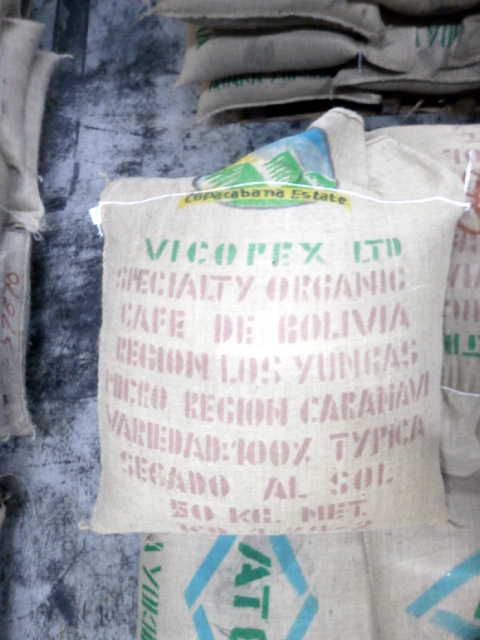 Copacabana Estate
VICOPEX LTD
SPECIALTY ORGANIC
CAFE DE BOLIVIA
REGION LOS YUNGAS
MICRO REGION CARANAVI
VARIEDAD:100% TYPICA
SECADO AL SOL
50 KG. NET.